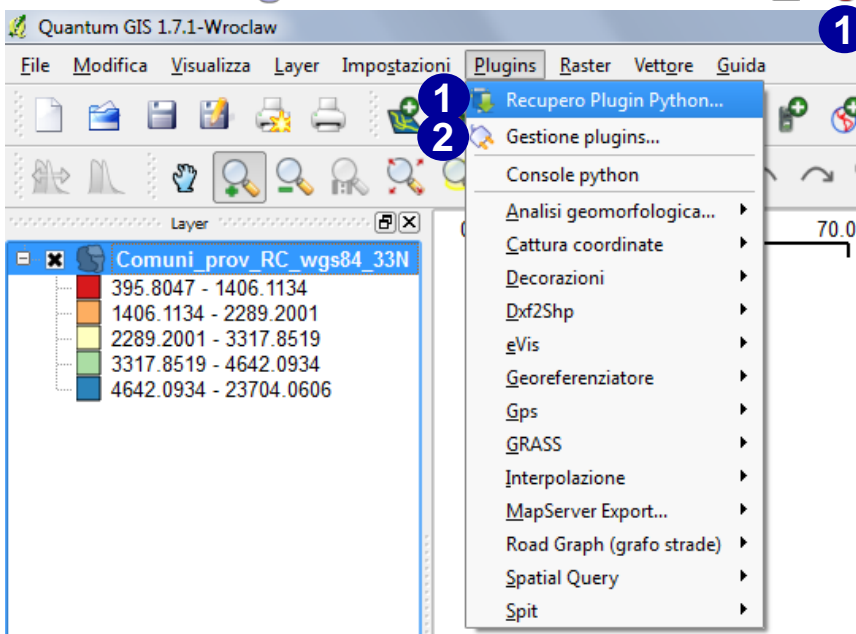 Quantum GIS 1.7.1-Wroclaw
1
File Modifica Visualizza Layer Impostazioni Plugins Raster Vettore Guida
1 Recupero Plugin Python...
2 Gestione plugins...
Console python
Layer
Analisi geomorfologica...
70.0
Cattura coordinate
Comuni_prov_RC_wgs84_33N
Decorazioni
395.8047 - 1406.1134
Dxf2Shp
1406.1134 - 2289.2001
eVis
2289.2001 - 3317.8519
3317.8519 - 4642.0934
Georeferenziatore
4642.0934 - 23704.0606
Gps
GRASS
Interpolazione
MapServer Export...
Road Graph (grafo strade)
Spatial Query
Spit